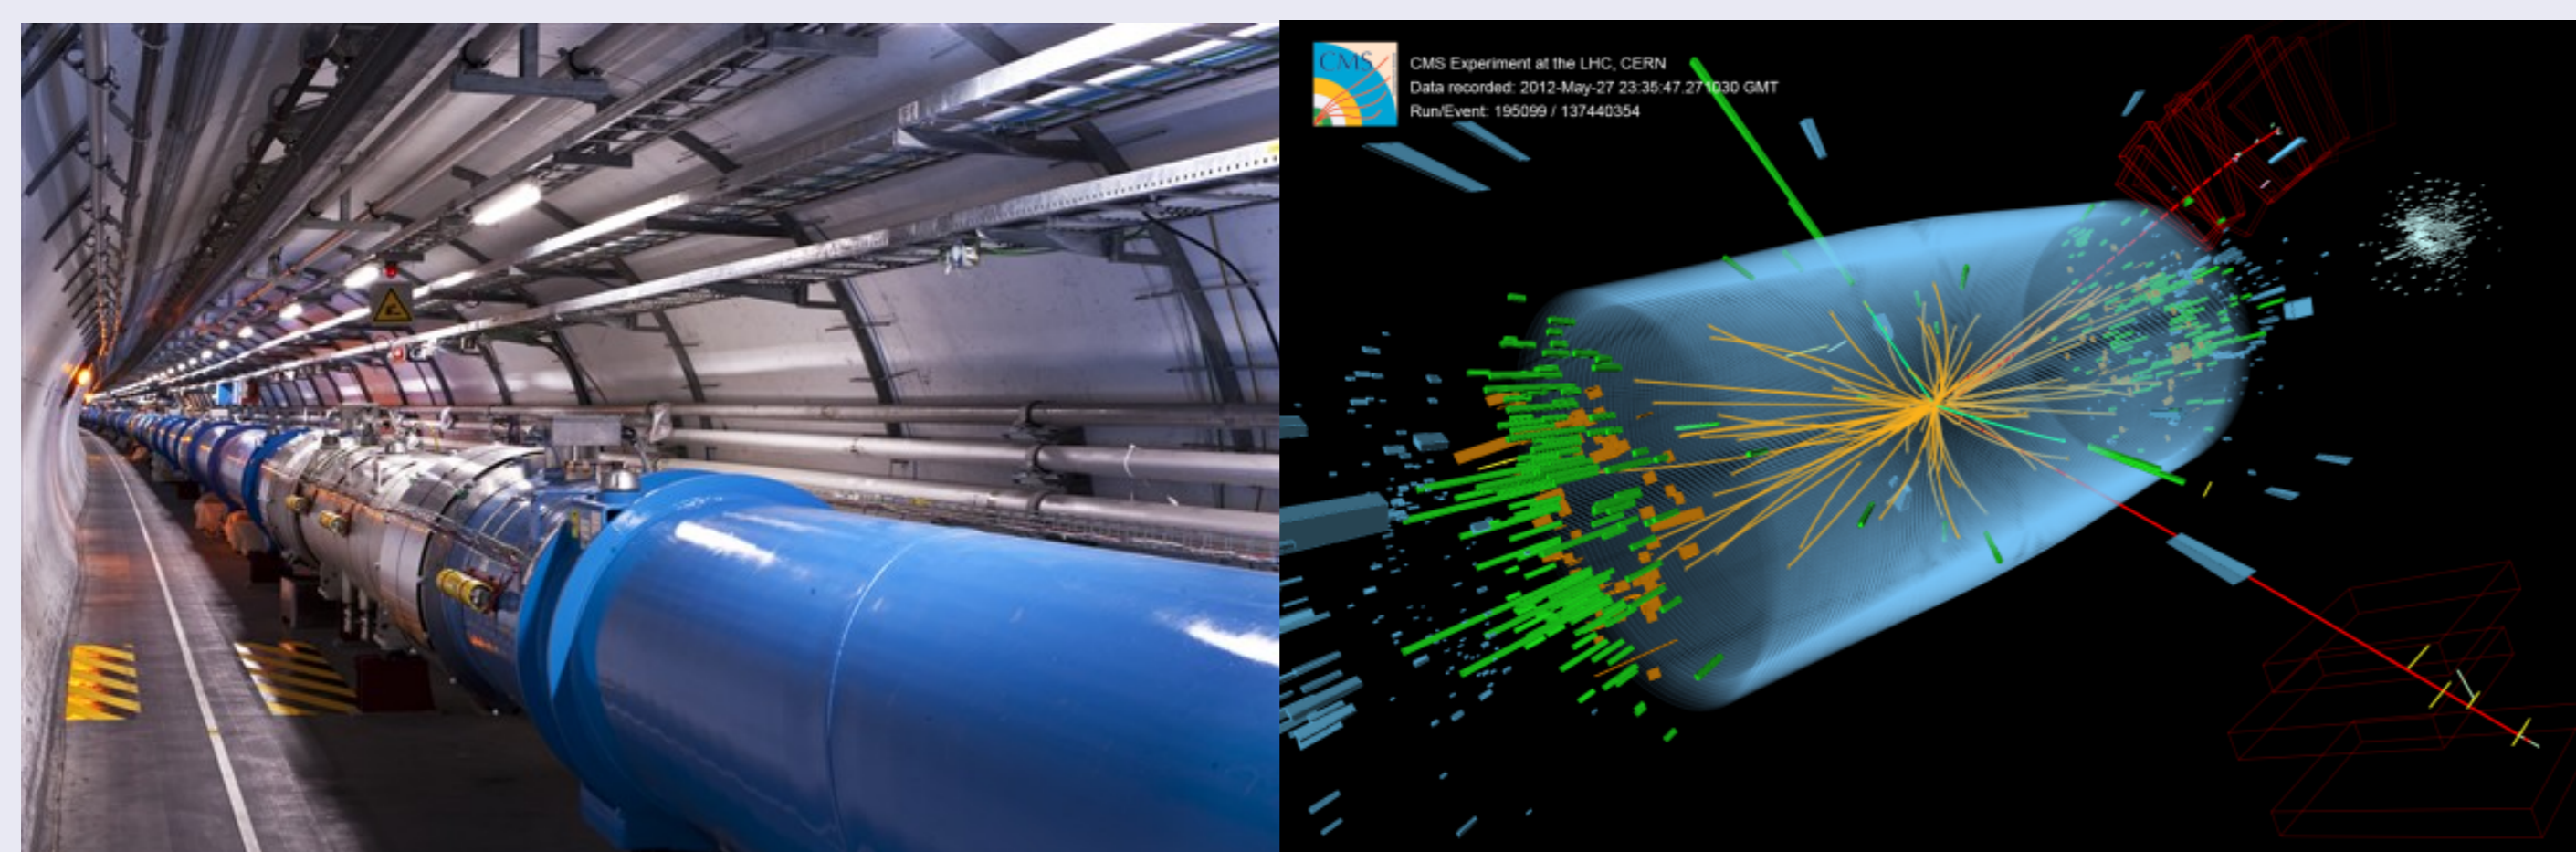 CMS
CMS Experiment at the LHC, CERN
Data recorded: 2012-May-27 23:35:47.271030 GMT
Run/Event: 195099 / 137440354